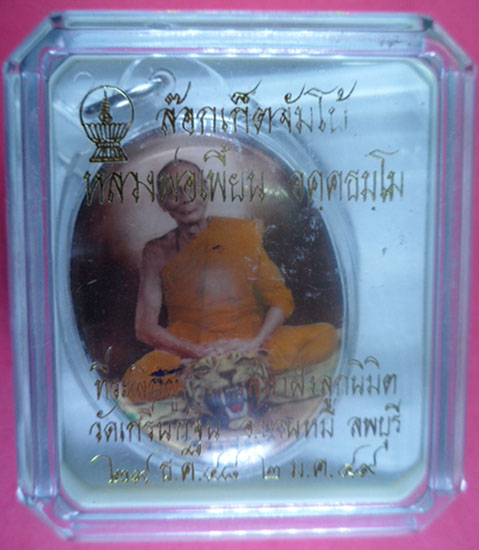 ล๊อกเก็ตจัมโบ้
หลวงพ่อเพี้ยน อคฺคธมฺโม
ที่ระลึก ฝังลูกนิมิต
วัดเกริ่นกฐิน อ.บ้านหมี่ ลพบุรี
๒๗ ธ.ค.๔๘ ๒ ม.ค.๔๙